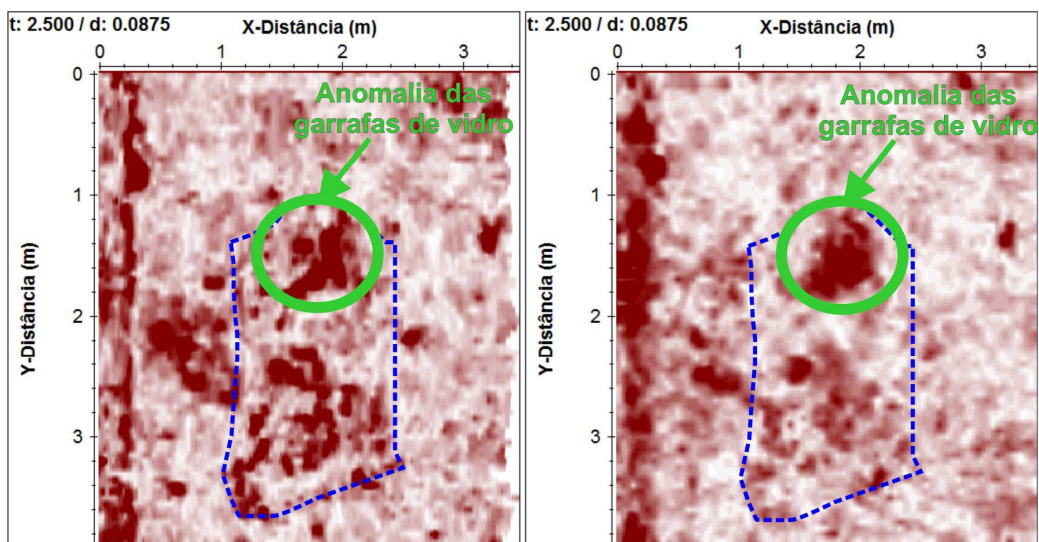 t: 2.500 / d: 0.0875
X-Distância (m)
0 1 2 3
Y-Distância (m)
0
1
2
3
Anomalia das
garrafas de vidro
t: 2.500 / d: 0.0875
X-Distância (m)
0 1 2 3
Y-Distância (m)
0
1
2
3
Anomalia das
garrafas de vidro